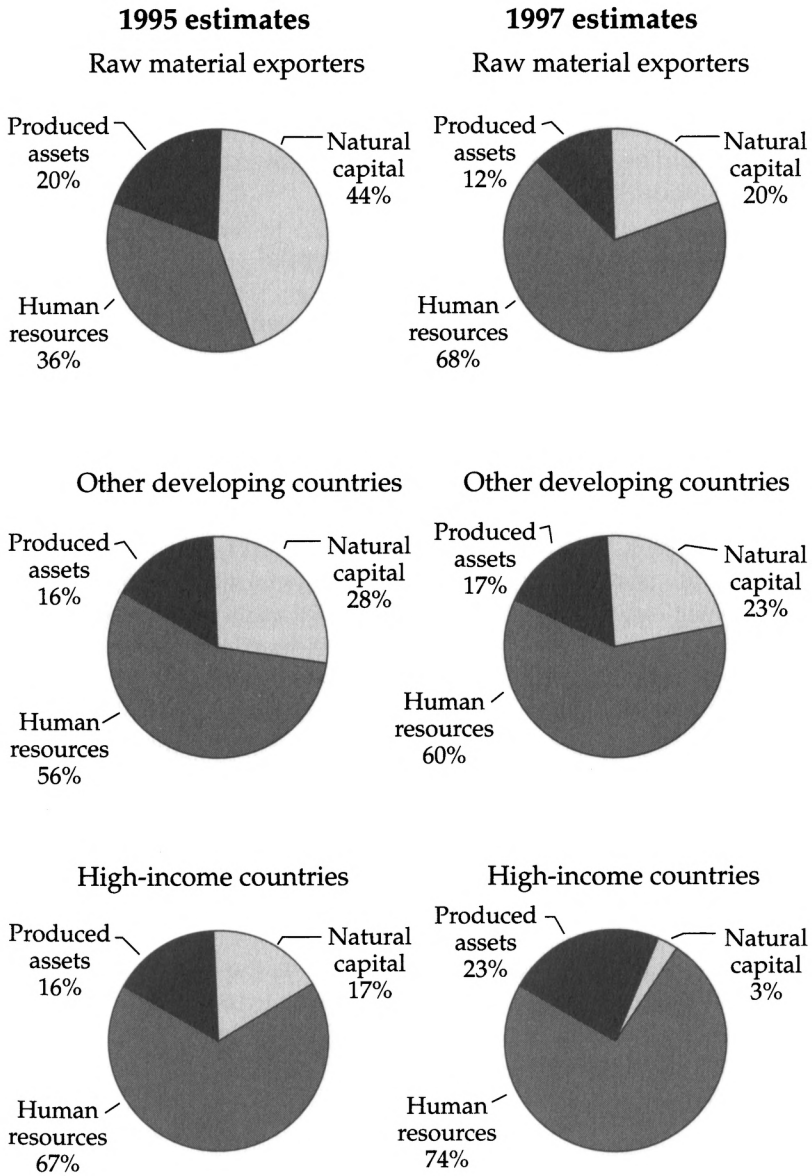 1995 estimates
Raw material exporters
Produced
assets
20%
Natural
capital
44%
Human
resources
36%
1997 estimates
Raw material exporters
Produced
assets
12%
Natural
capital
20%
Human
resources
68%
Other developing countries
Produced
assets
16%
Natural
capital
28%
Human
resources
56%
Other developing countries
Produced
assets
17%
Natural
capital
23%
Human
resources
60%
High-income countries
Produced
assets
16%
Natural
capital
17%
Human
resources
67%
High-income countries
Produced
assets
23%
Natural
capital
3%
Human
resources
74%